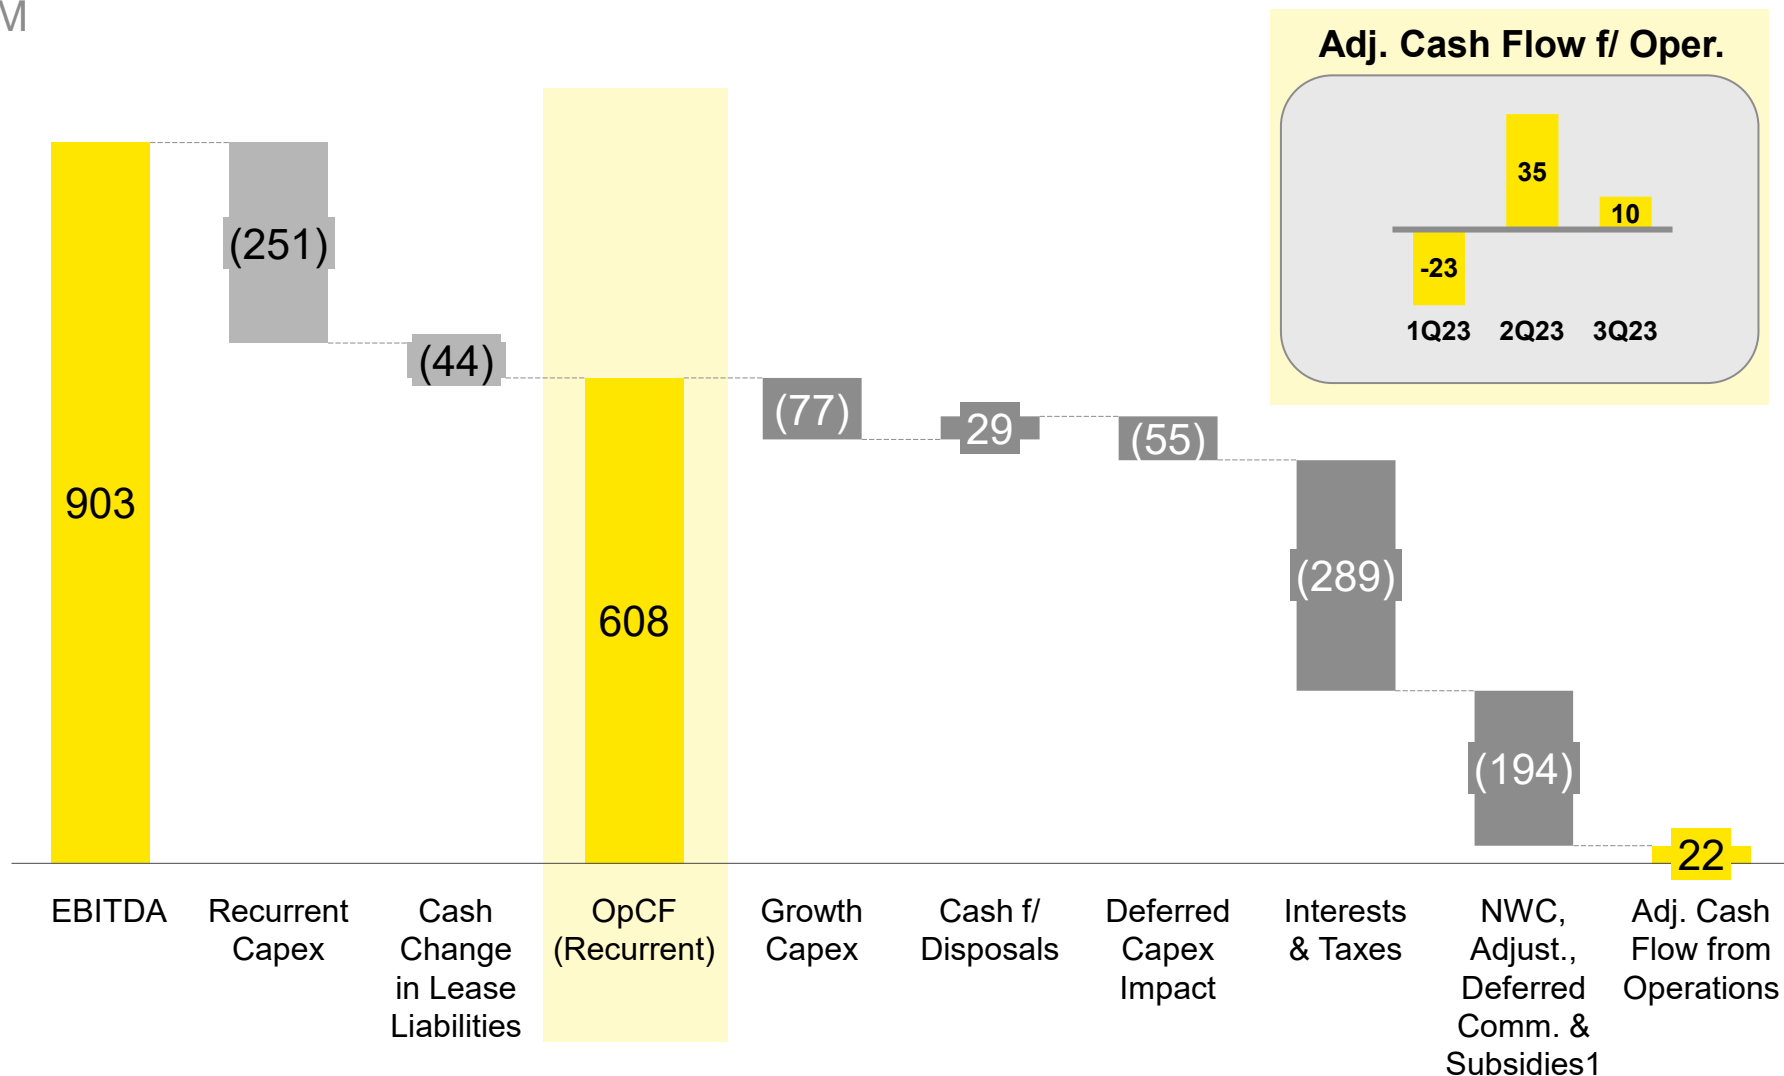 M
Adj. Cash Flow f/ Oper.
35
10
-23
1Q23 2Q23 3Q23
(251)
(44)
(77)
29
(55)
903
(289)
608
(194)
22
EBITDA
Recurrent
Capex
Cash
Change
in Lease
Liabilities
OpCF
(Recurrent)
Growth
Capex
Cash f/
Disposals
Deferred
Capex
Impact
Interests
& Taxes
NWC,
Adjust.,
Deferred
Comm. &
Subsidies1
Adj. Cash
Flow from
Operations